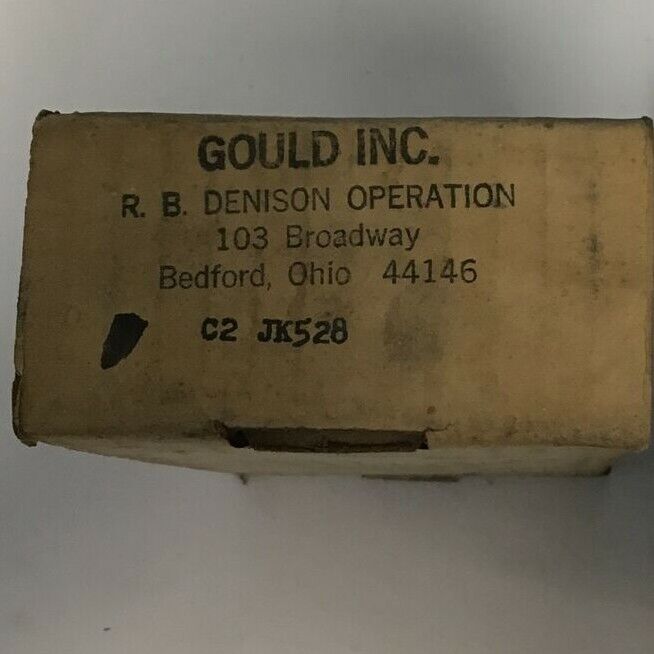 GOULD INC.
R. B. DENISON OPERATION
103 Broadway
Bedford, Ohio 44146
C2 JK528